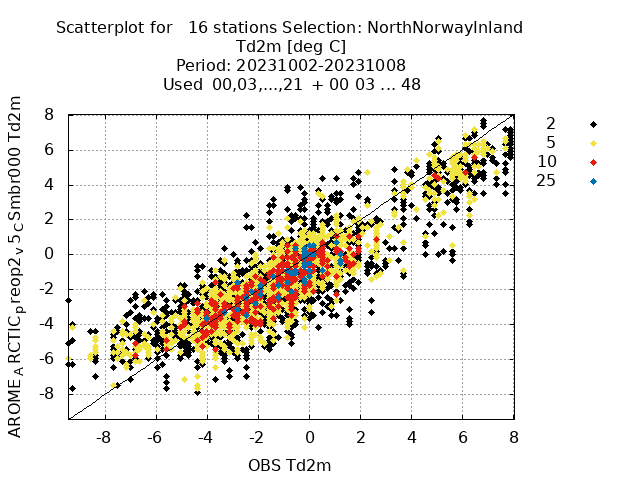 Scatterplot for 16 stations Selection: NorthNorwayInland
Td2m [deg C]
Period: 20231002-20231008
Used 00,03,...,21 + 00 03 ... 48
8
6
4
2
0
-2
-4
-6
-8
-8 -6 -4 -2 0 2 4 6 8
AROME_ARCTIC_preop2_v_5_CSmbr000 Td2m
OBS Td2m
2
5
10
25